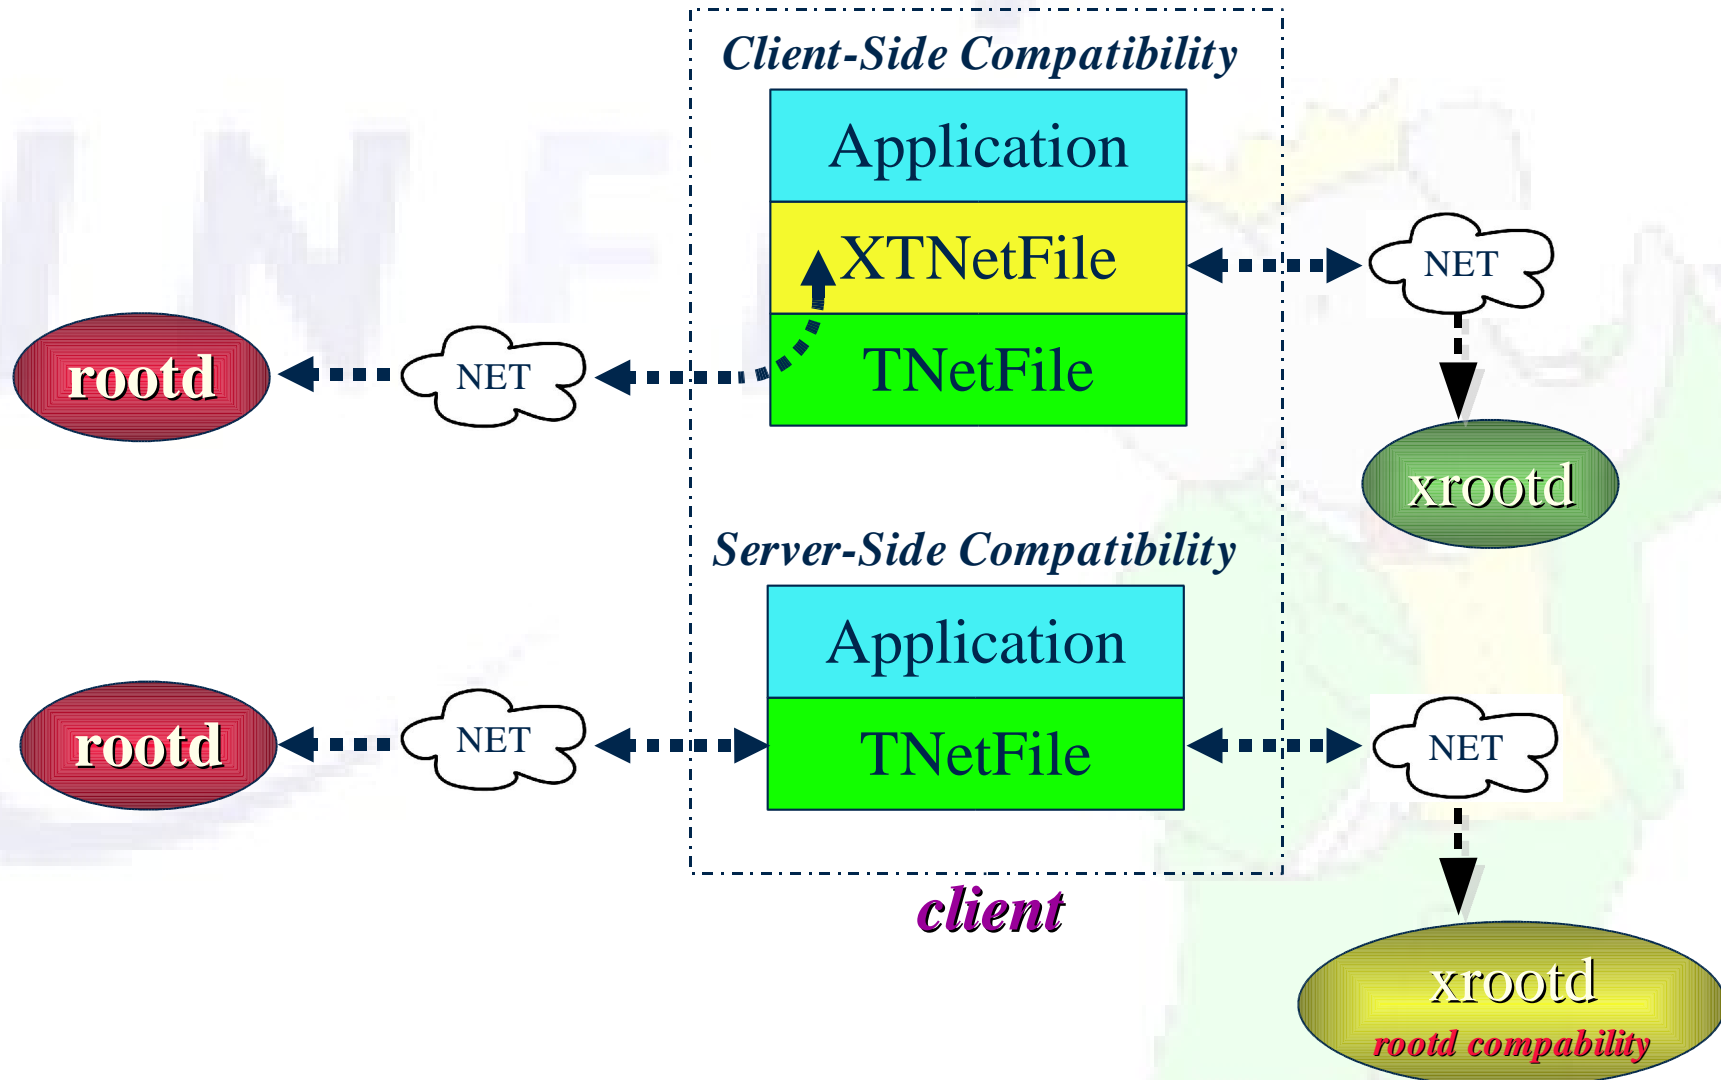 Client-Side Compatibility
Application
XTNetFile
TNetFile
NET
rootd
NET
xrootd
Server-Side Compatibility
Application
TNetFile
rootd
NET
NET
client
xrootd
rootd compability
INF